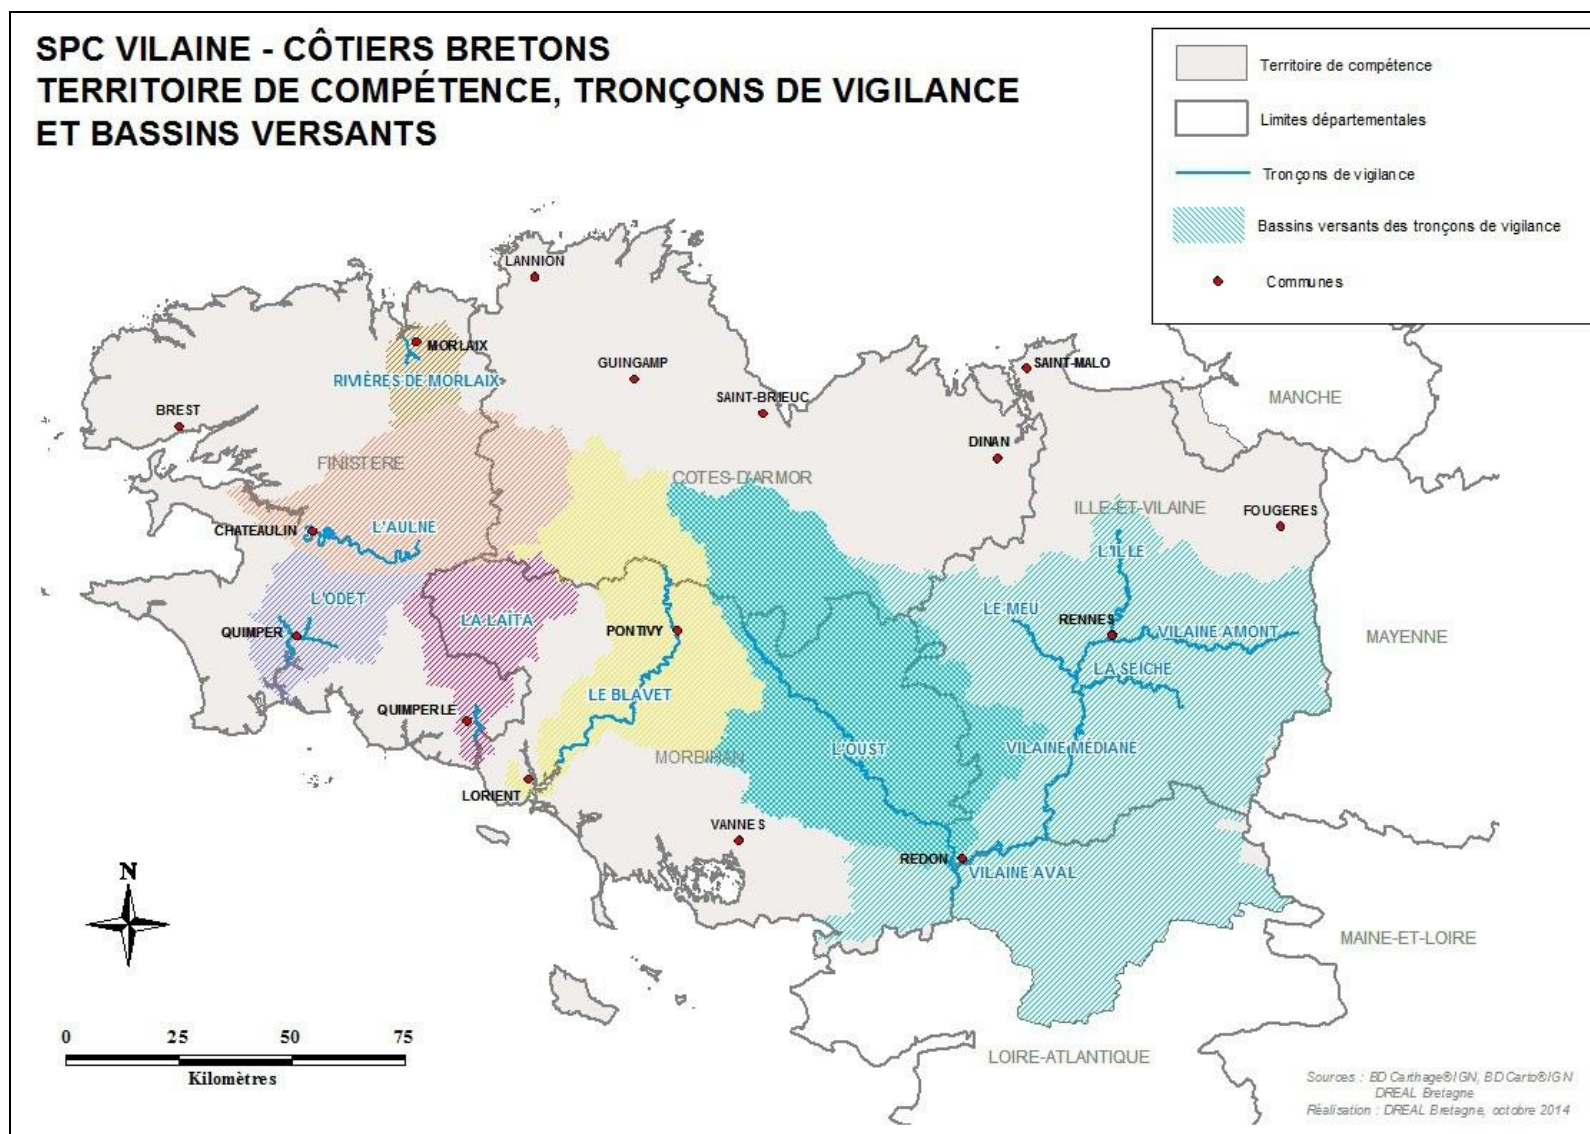 SPC VILAINE - CÔTIERS BRETONS
TERRITOIRE DE COMPÉTENCE, TRONÇONS DE VIGILANCE
ET BASSINS VERSANTS
Territoire de compétence
Limites départementales
Tronçons de vigilance
Bassins versants des tronçons de vigilance
Communes
LANNION
MORLAIX
RIVIÈRES DE MORLAIX
GUINGAMP
SAINT-BRIEUC
SAINT-MALO
MANCHE
BREST
DINAN
FINISTERE
COTES-D'ARMOR
ILLE-ET-VILAINE
FOUGERES
CHATEAULIN
L'AULNE
L'ILLE
L'ODET
LA LAÏTA
LE MEU
RENNES
QUIMPER
PONTIVY
VILAINE AMONT
MAYENNE
LA SEICHE
LE BLAVET
QUIMPERLE
L'OUST
VILAINE MÉDIANE
MORBIHAN
LORIENT
VANNES
REDON
VILAINE AVAL
N
MAINE-ET-LOIRE
0 25 50 75
Kilomètres
LOIRE-ATLANTIQUE
Sources : BD Carthage®IGN, BD Carto®IGN
DREAL Bretagne
Réalisation : DREAL Bretagne, octobre 2014